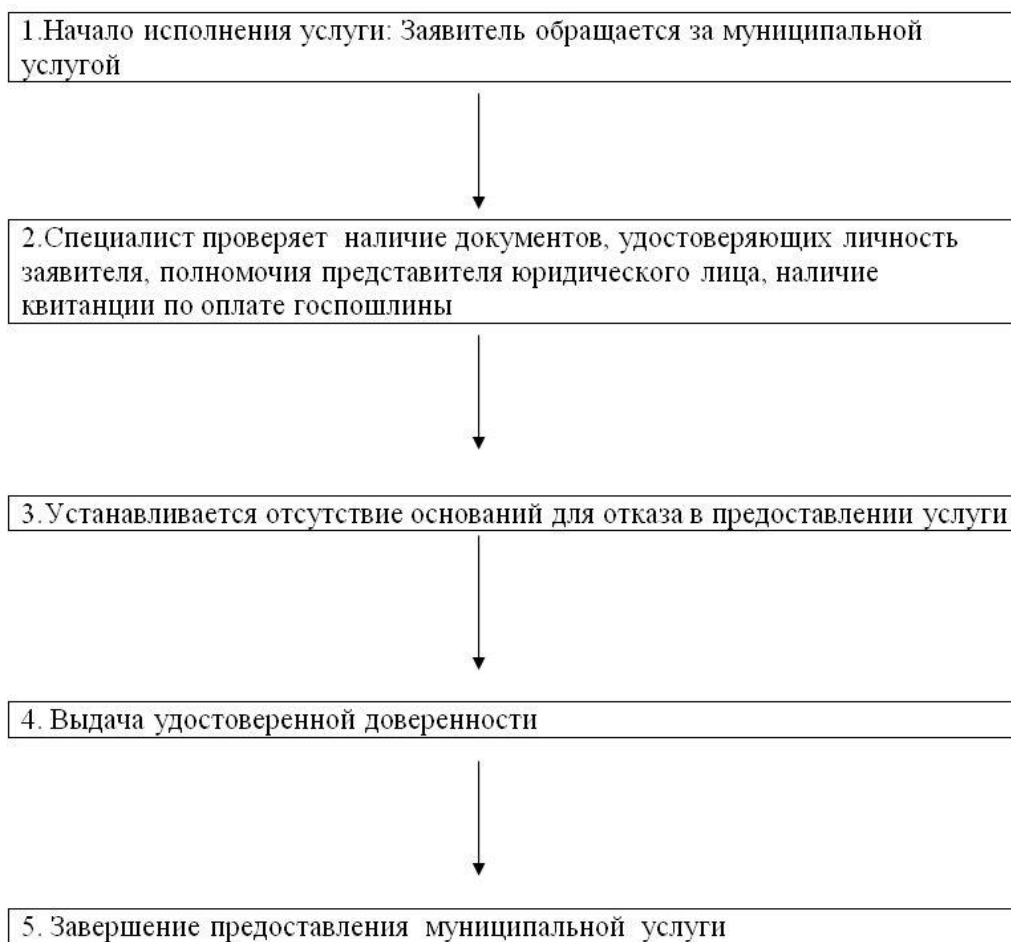 1.Начало исполнения услуги: Заявитель обращается за муниципальной
услугой
2.Специалист проверяет наличие документов, удостоверяющих личность
заявителя, полномочия представителя юридического лица, наличие
квитанции по оплате госпошлины
3.Устанавливается отсутствие оснований для отказа в предоставлении услуги
4. Выдача удостоверенной доверенности
5. Завершение предоставления муниципальной услуги